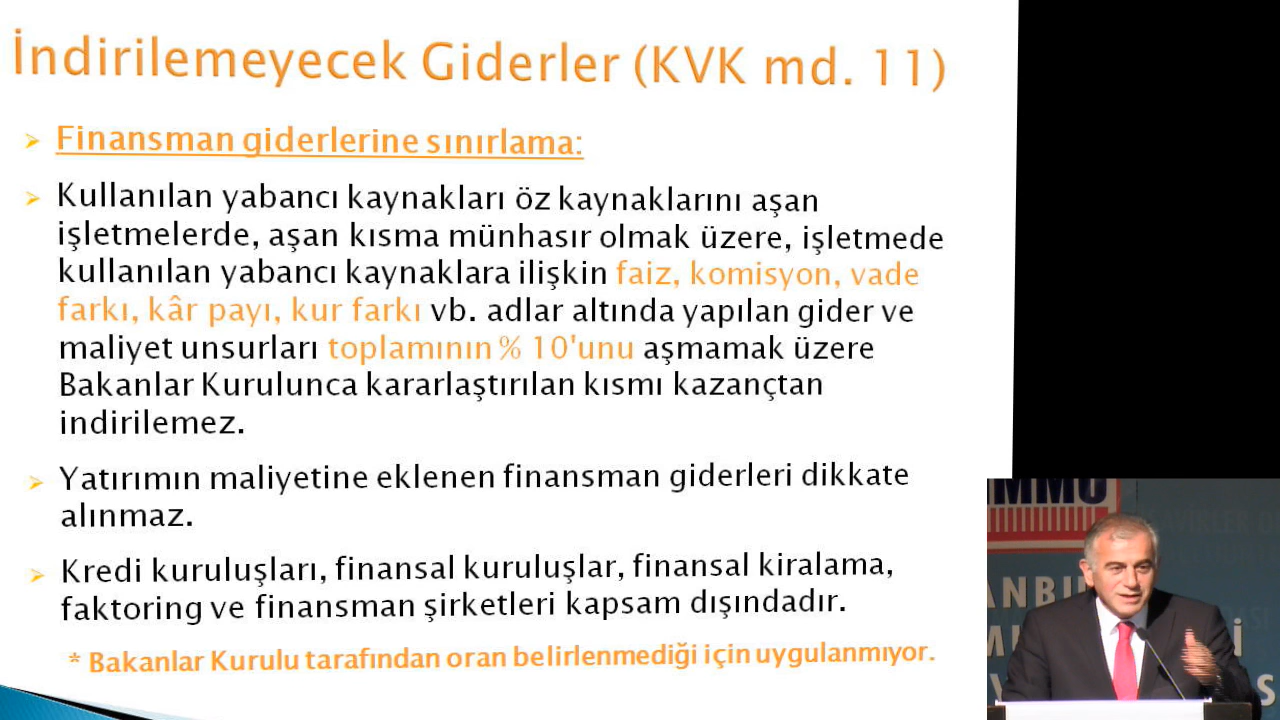 İndirilemeyecek Giderler (KVK md. 11)
Finansman giderlerine sınırlama:
Kullanılan yabancı kaynakları öz kaynaklarını aşan
işletmelerde, aşan kısma münhasır olmak üzere, işletmede
kullanılan yabancı kaynaklara ilişkin faiz, komisyon, vade
farkı, kâr payı, kur farkı vb. adlar altında yapılan gider ve
maliyet unsurları toplamının % 10'unu aşmamak üzere
Bakanlar Kurulunca kararlaştırılan kısmı kazançtan
indirilemez.
Yatırımın maliyetine eklenen finansman giderleri dikkate
alınmaz.
Kredi kuruluşları, finansal kuruluşlar, finansal kiralama,
faktoring ve finansman şirketleri kapsam dışındadır.
* Bakanlar Kurulu tarafından oran belirlenmediği için uygulanmıyor.